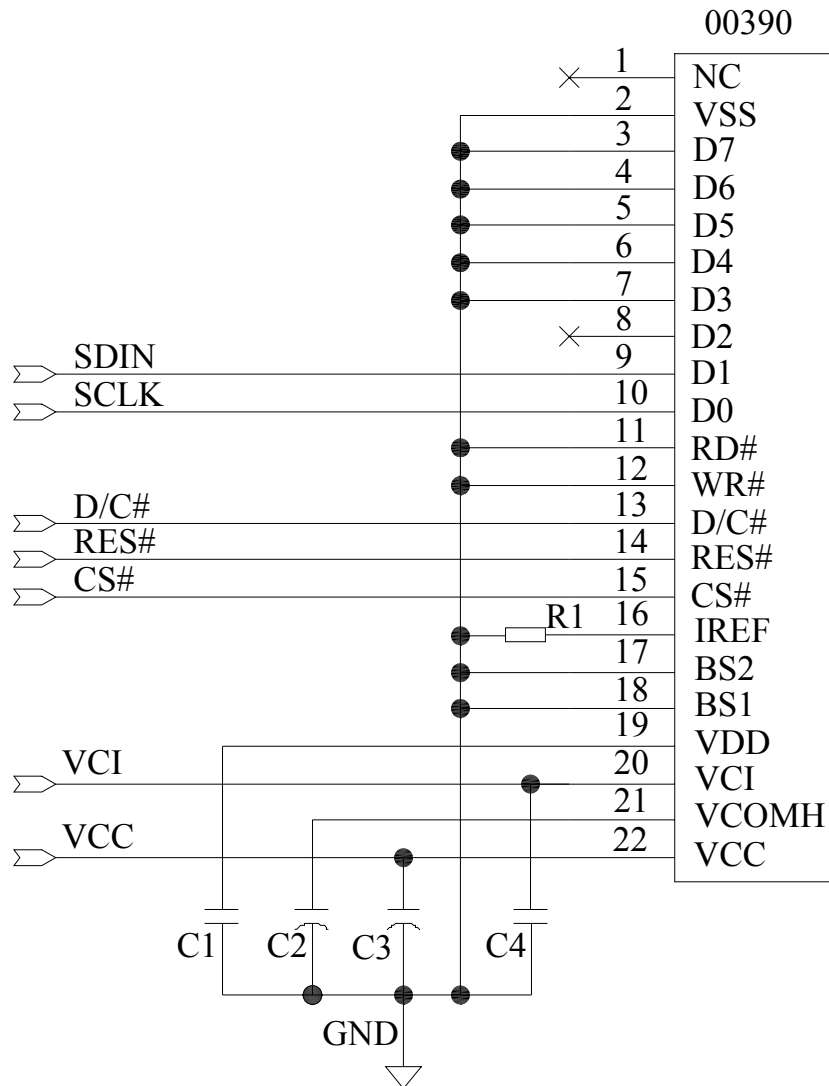 00390
1 NC
2 VSS
3 D7
4 D6
5 D5
6 D4
7 D3
8 D2
SDIN 9 D1
SCLK 10 D0
11 RD#
12 WR#
D/C# 13 D/C#
RES# 14 RES#
CS# 15 CS#
R1 16 IREF
17 BS2
18 BS1
19 VDD
VCI 20 VCI
21 VCOMH
VCC 22 VCC
C1 C2 C3 C4
GND